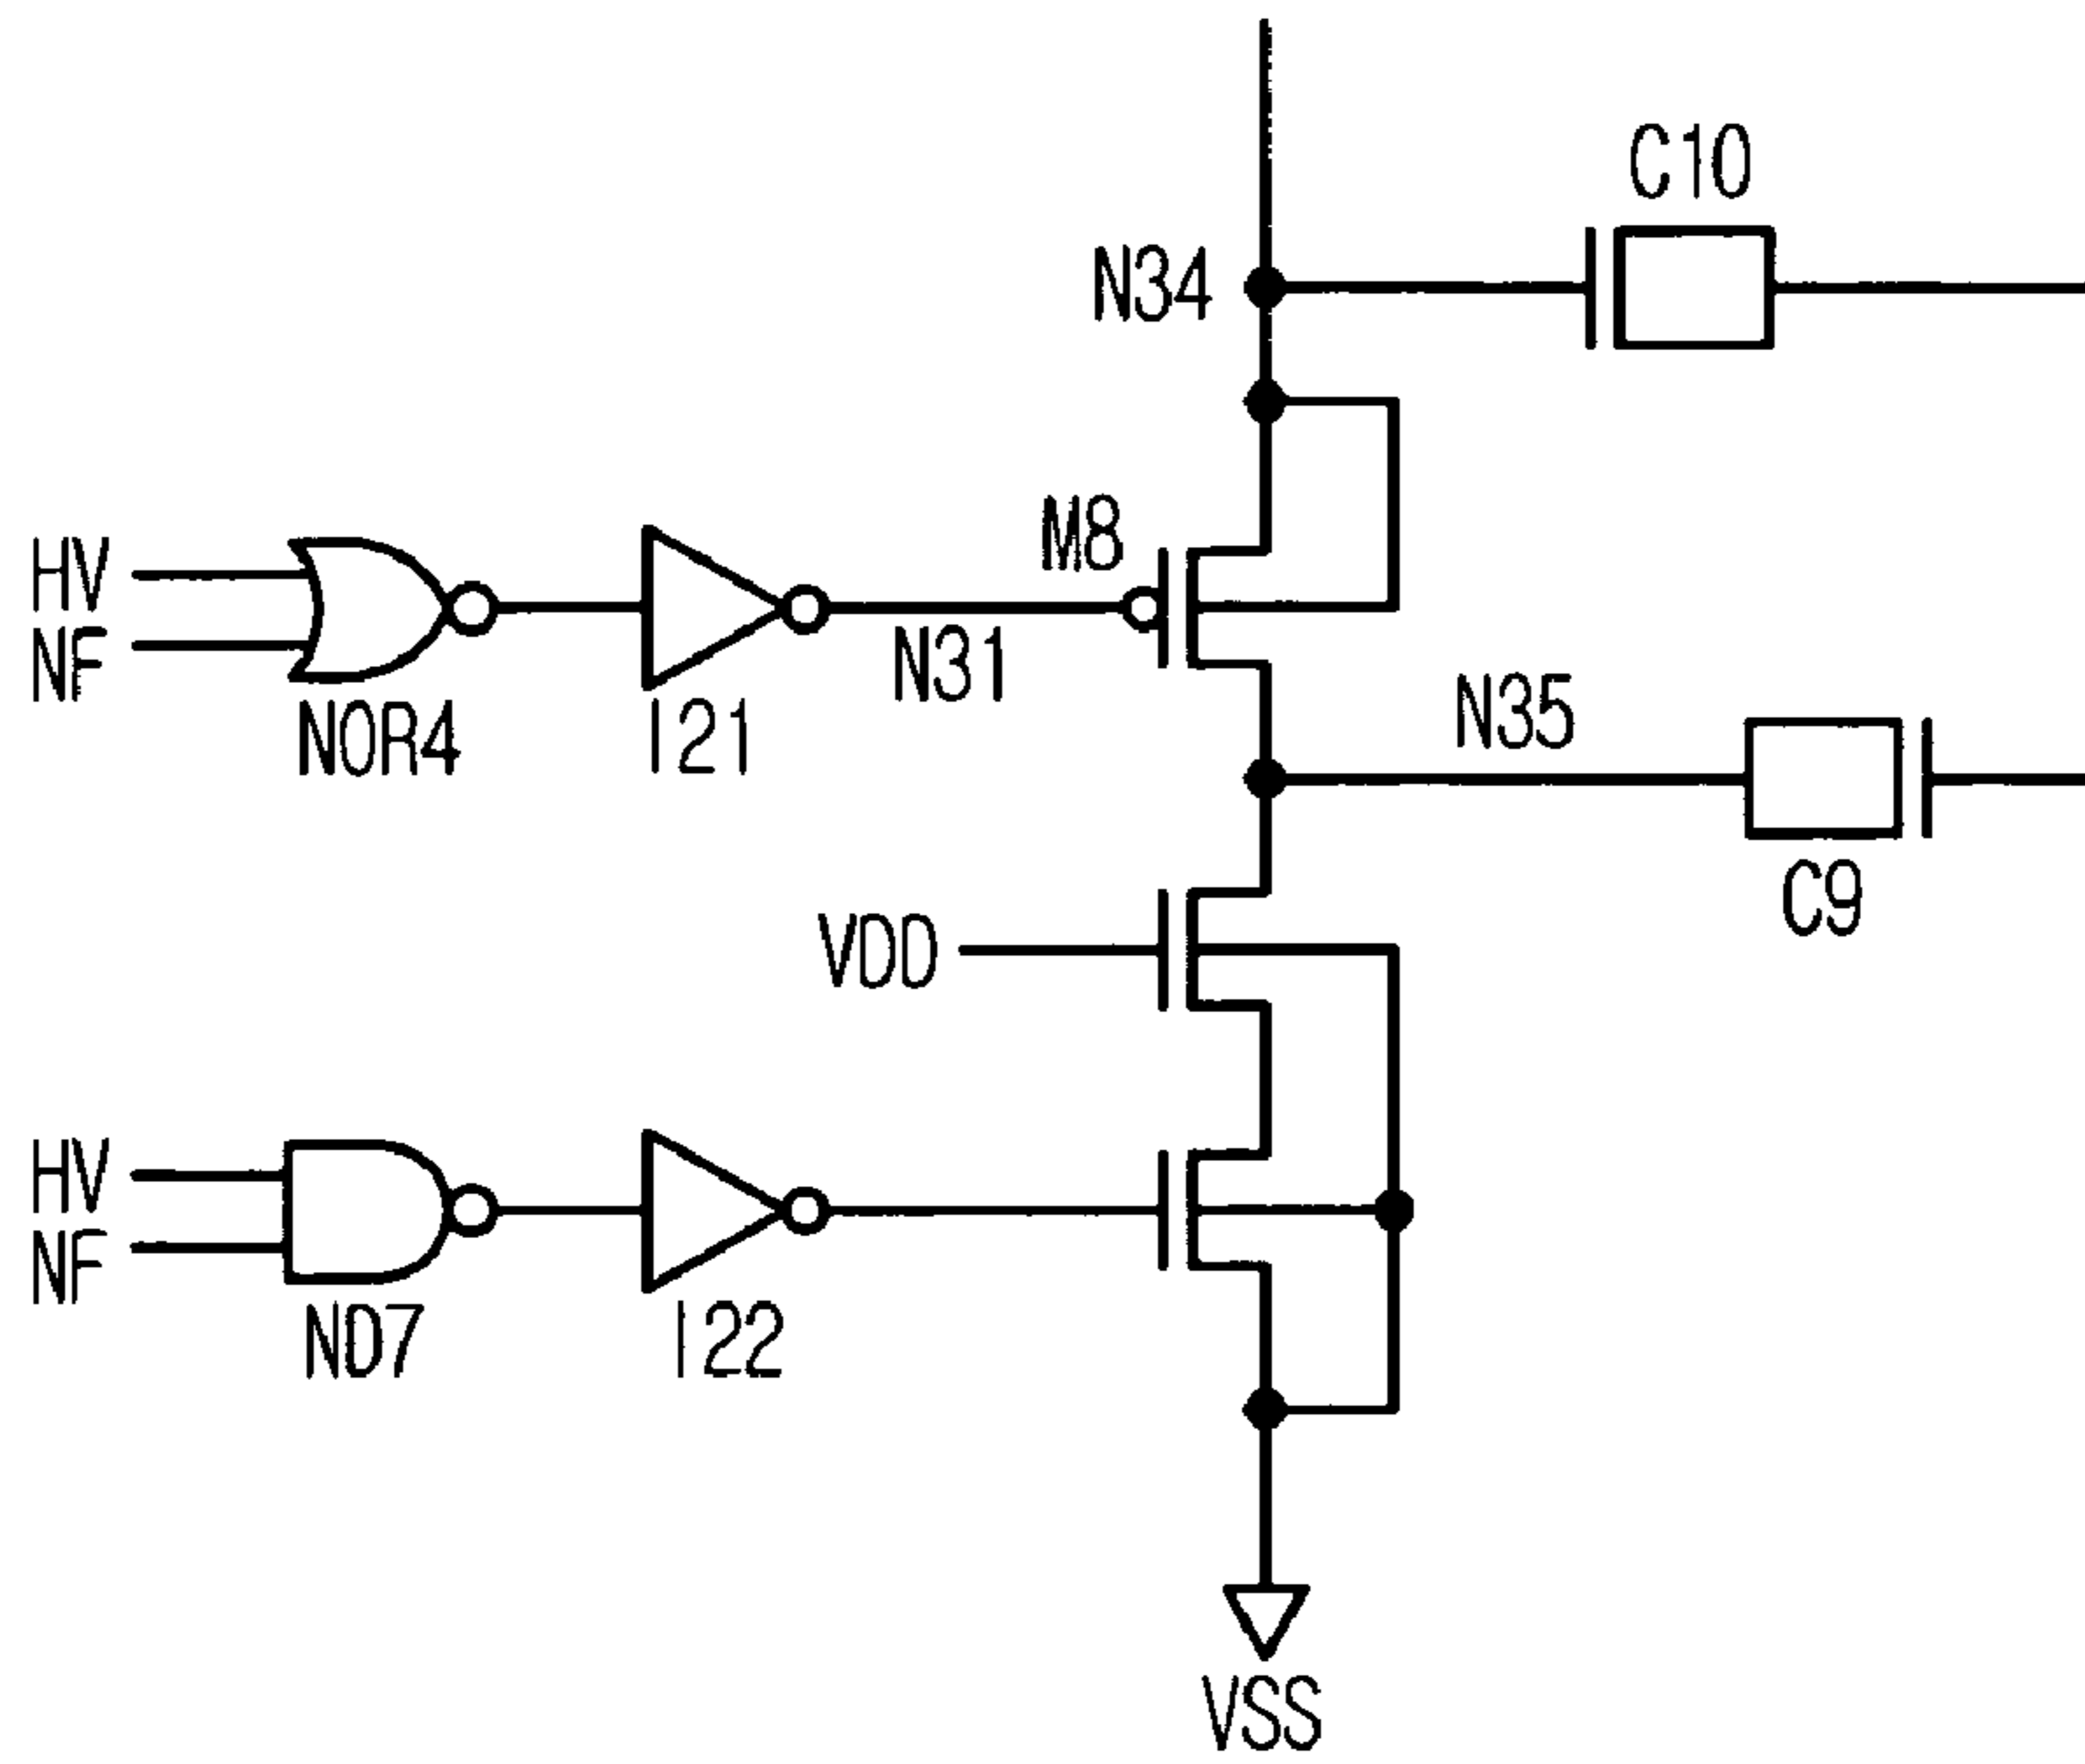 C10
N34
M8
HV
NF
N31
NOR4
I21
N35
C9
VDD
HV
NF
ND7
I22
VSS